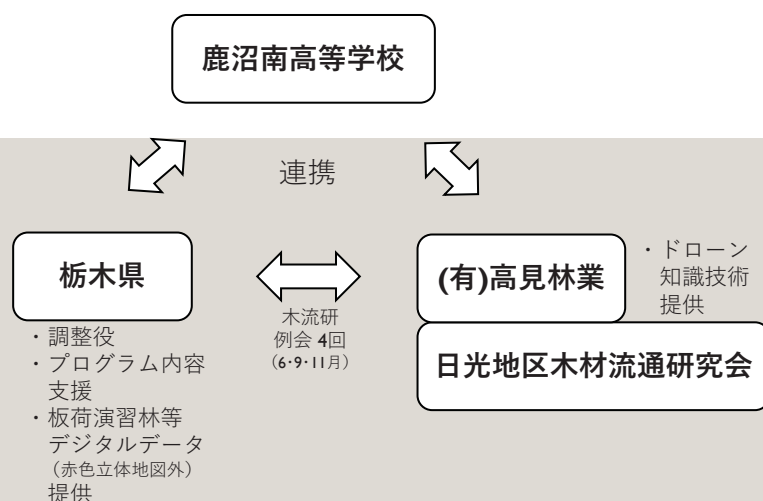 鹿沼南高等学校
連携
栃木県
・調整役
・プログラム内容
支援
・板荷演習林等
デジタルデータ
（赤色立体地図外）
提供
木流研
例会 4回
（6・9・11月）
(有)高見林業
・ドローン
知識技術
提供
日光地区木材流通研究会